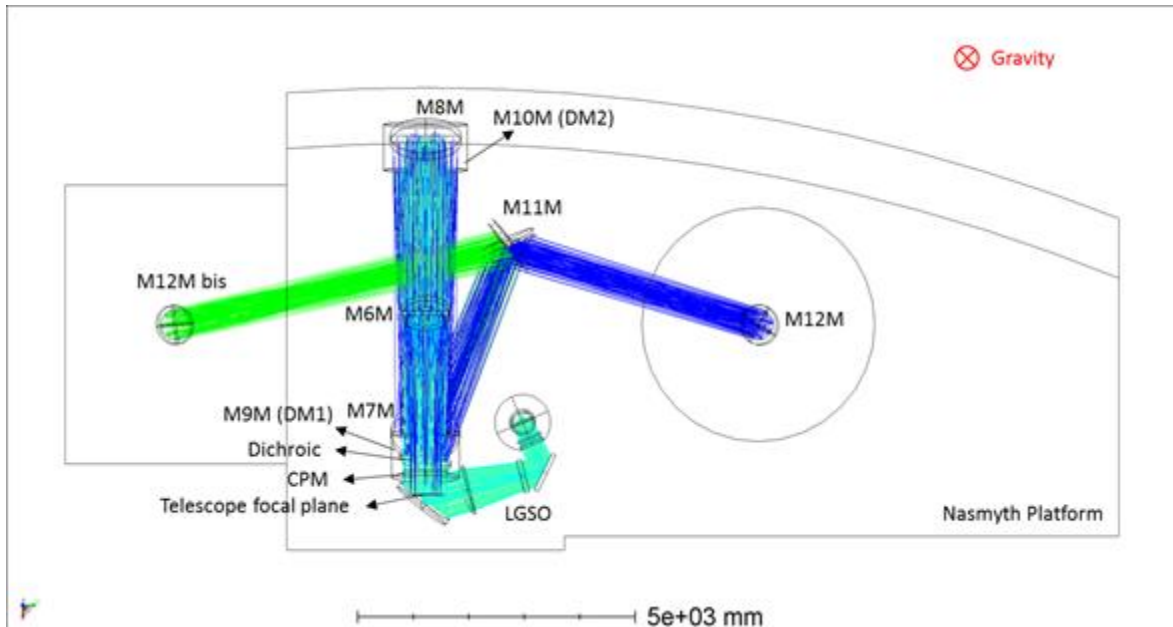 Gravity
M8M
M10M (DM2)
M11M
M12M bis
M6M
M12M
M9M (DM1)
M7M
Dichroic
CPM
Telescope focal plane
LGSO
Nasmyth Platform
5e+03 mm